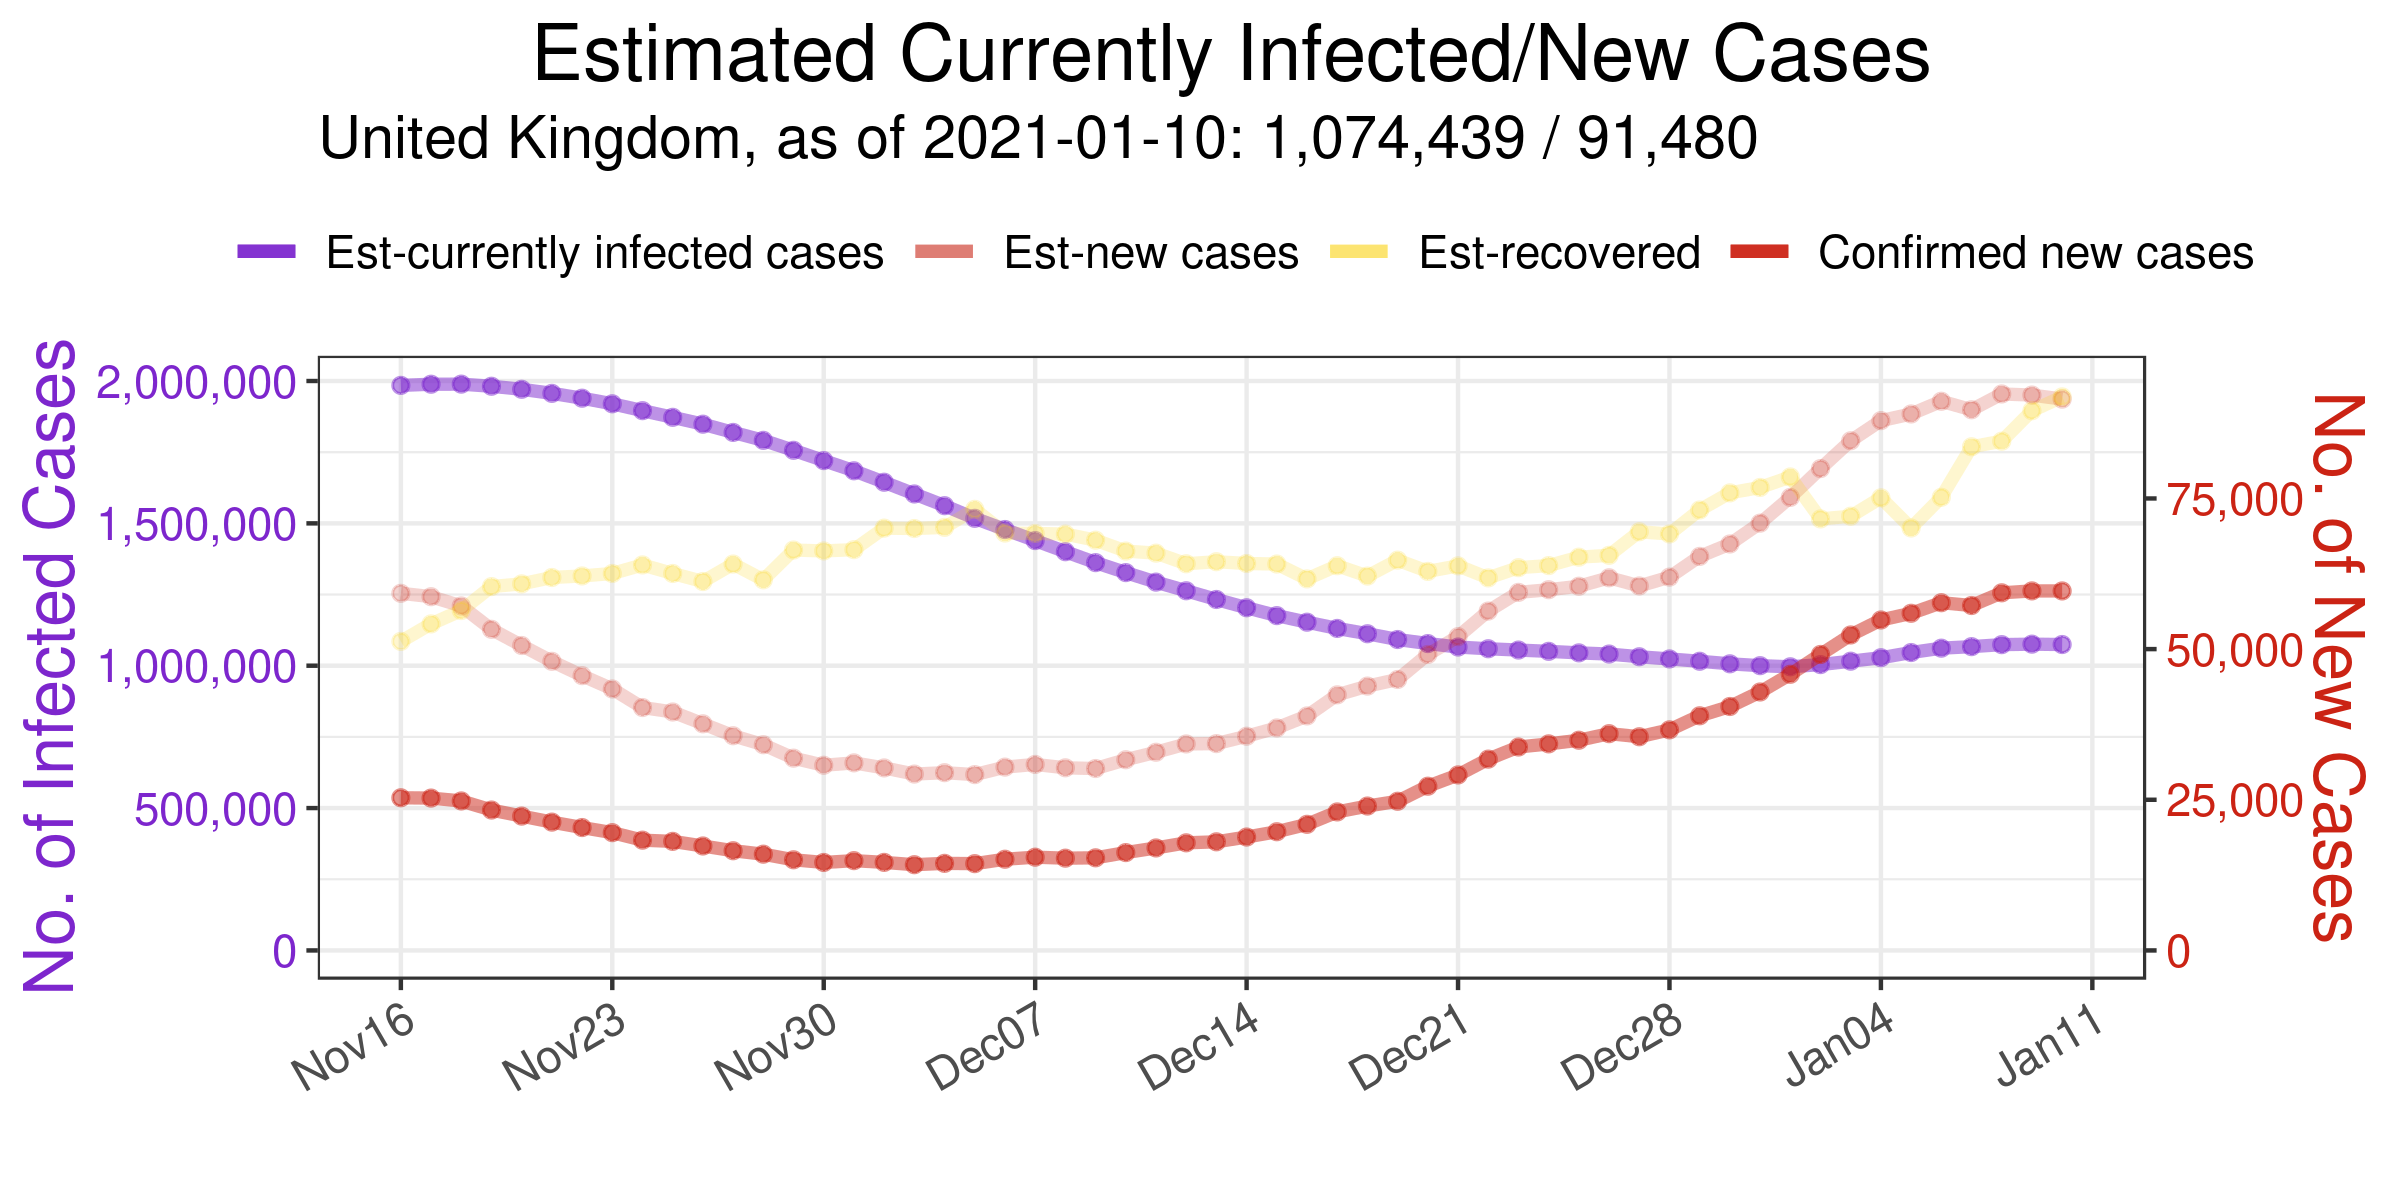 Estimated Currently Infected/New Cases
United Kingdom, as of 2021-01-10: 1,074,439 / 91,480
Est-currently infected cases Est-new cases Est-recovered Confirmed new cases
No. of Infected Cases
2,000,000
1,500,000
1,000,000
500,000
0
75,000
50,000
25,000
0
No. of New Cases
Nov16 Nov23 Nov30 Dec07 Dec14 Dec21 Dec28 Jan04 Jan11